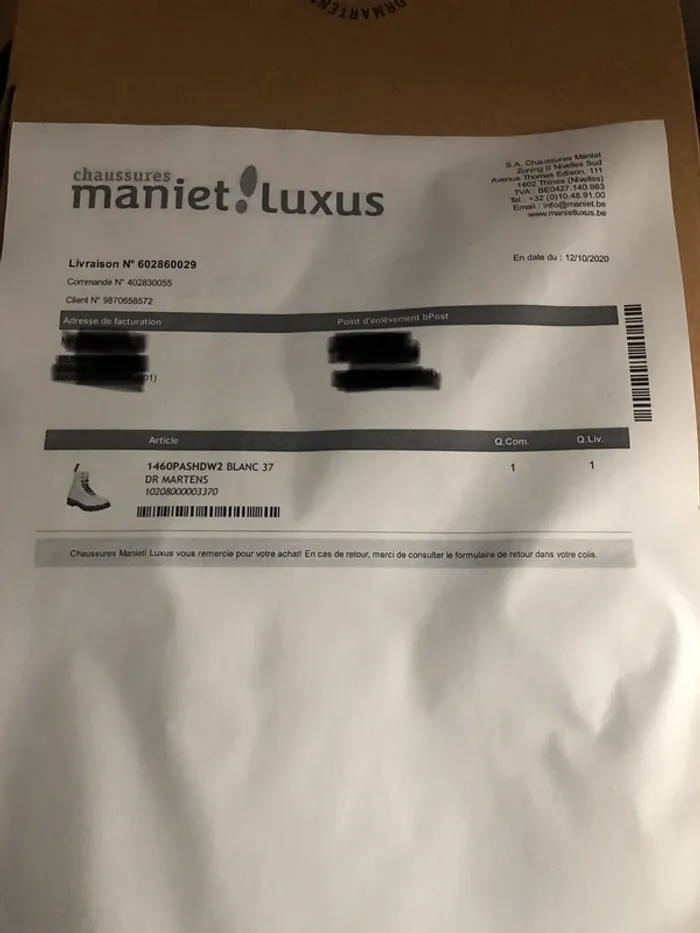 DRMARTENS
chaussures
maniet!Luxus
S.A. Chaussures Maniet
Zoning II Nivelles Sud
Avenue Thomas Edison, 111
1402 Thines (Nivelles)
TVA : BE0427.140.983
Tel : +32 (0)10.48.91.00
Email : info@maniet.be
www.manietluxus.be
Livraison N° 602860029
En date du : 12/10/2020
Commande N° 402830055
Client N° 9870658572
Adresse de facturation
Point d'enlèvement bPost
01)
Article Q.Com. Q.Liv.
1460PASHDW2 BLANC 37 1 1
DR MARTENS
10208000003370
Chaussures Maniet! Luxus vous remercie pour votre achat! En cas de retour, merci de consulter le formulaire de retour dans votre colis.